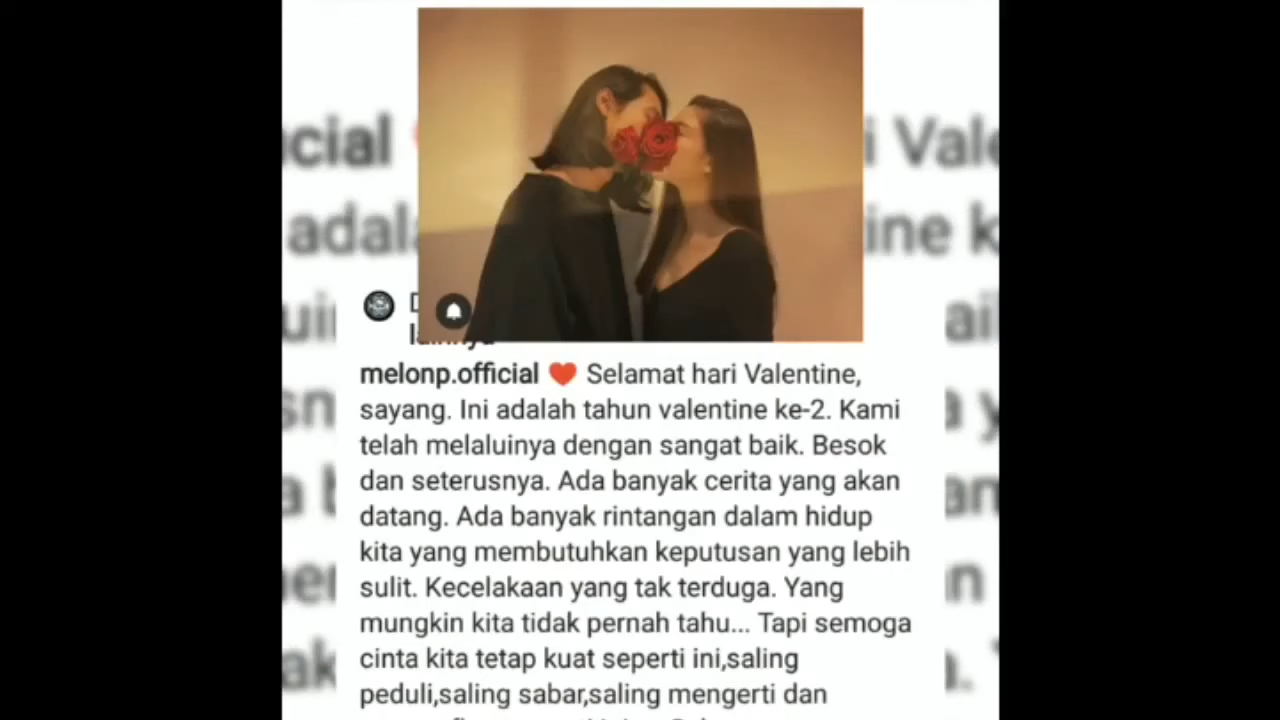 melonp.official ❤️ Selamat hari Valentine,
sayang. Ini adalah tahun valentine ke-2. Kami
telah melaluinya dengan sangat baik. Besok
dan seterusnya. Ada banyak cerita yang akan
datang. Ada banyak rintangan dalam hidup
kita yang membutuhkan keputusan yang lebih
sulit. Kecelakaan yang tak terduga. Yang
mungkin kita tidak pernah tahu... Tapi semoga
cinta kita tetap kuat seperti ini,saling
peduli,saling sabar,saling mengerti dan